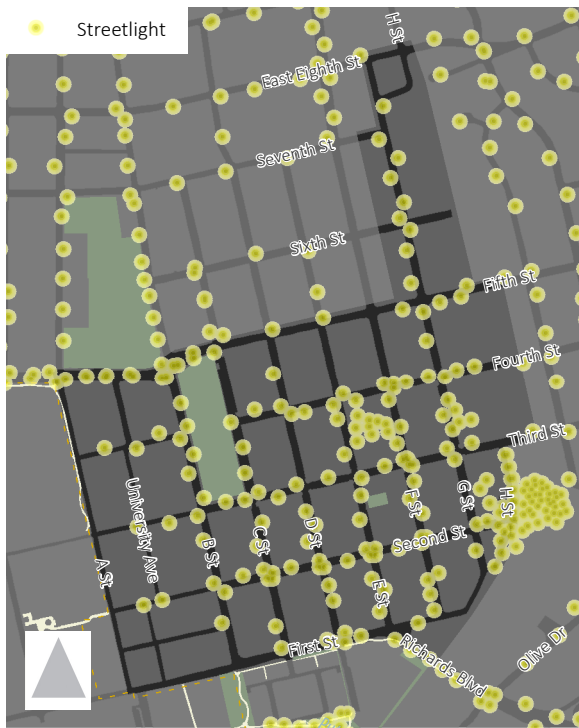 Streetlight
H St
East Eighth St
Seventh St
Sixth St
Fifth St
Fourth St
Third St
University Ave
B St
C St
D St
F St
G St
H St
Second St
A St
E St
First St
Richards Blvd
Olive Dr